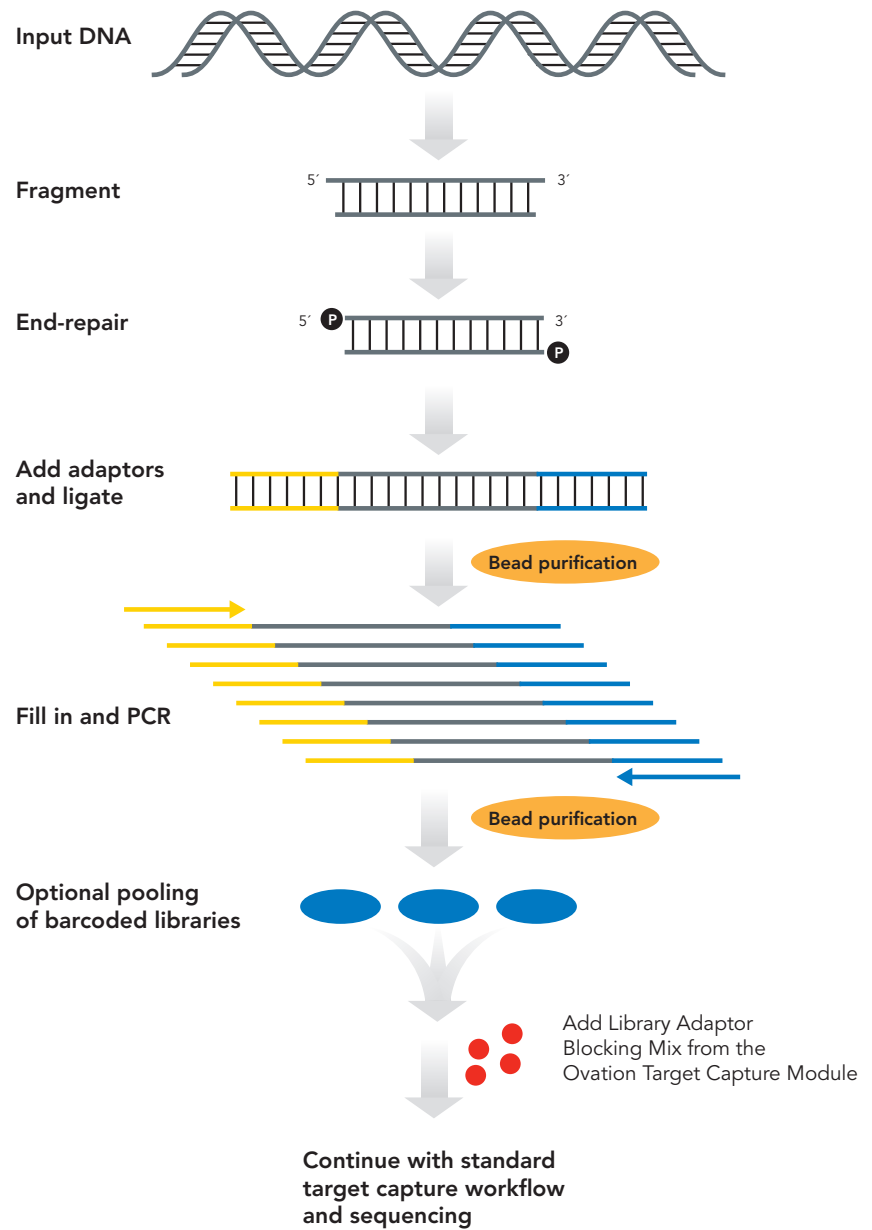 Input DNA
Fragment
5´
3´
End-repair
5´
P
3´
P
Add adaptors
and ligate
Bead purification
Fill in and PCR
Bead purification
Optional pooling
of barcoded libraries
Add Library Adaptor
Blocking Mix from the
Ovation Target Capture Module
Continue with standard
target capture workflow
and sequencing